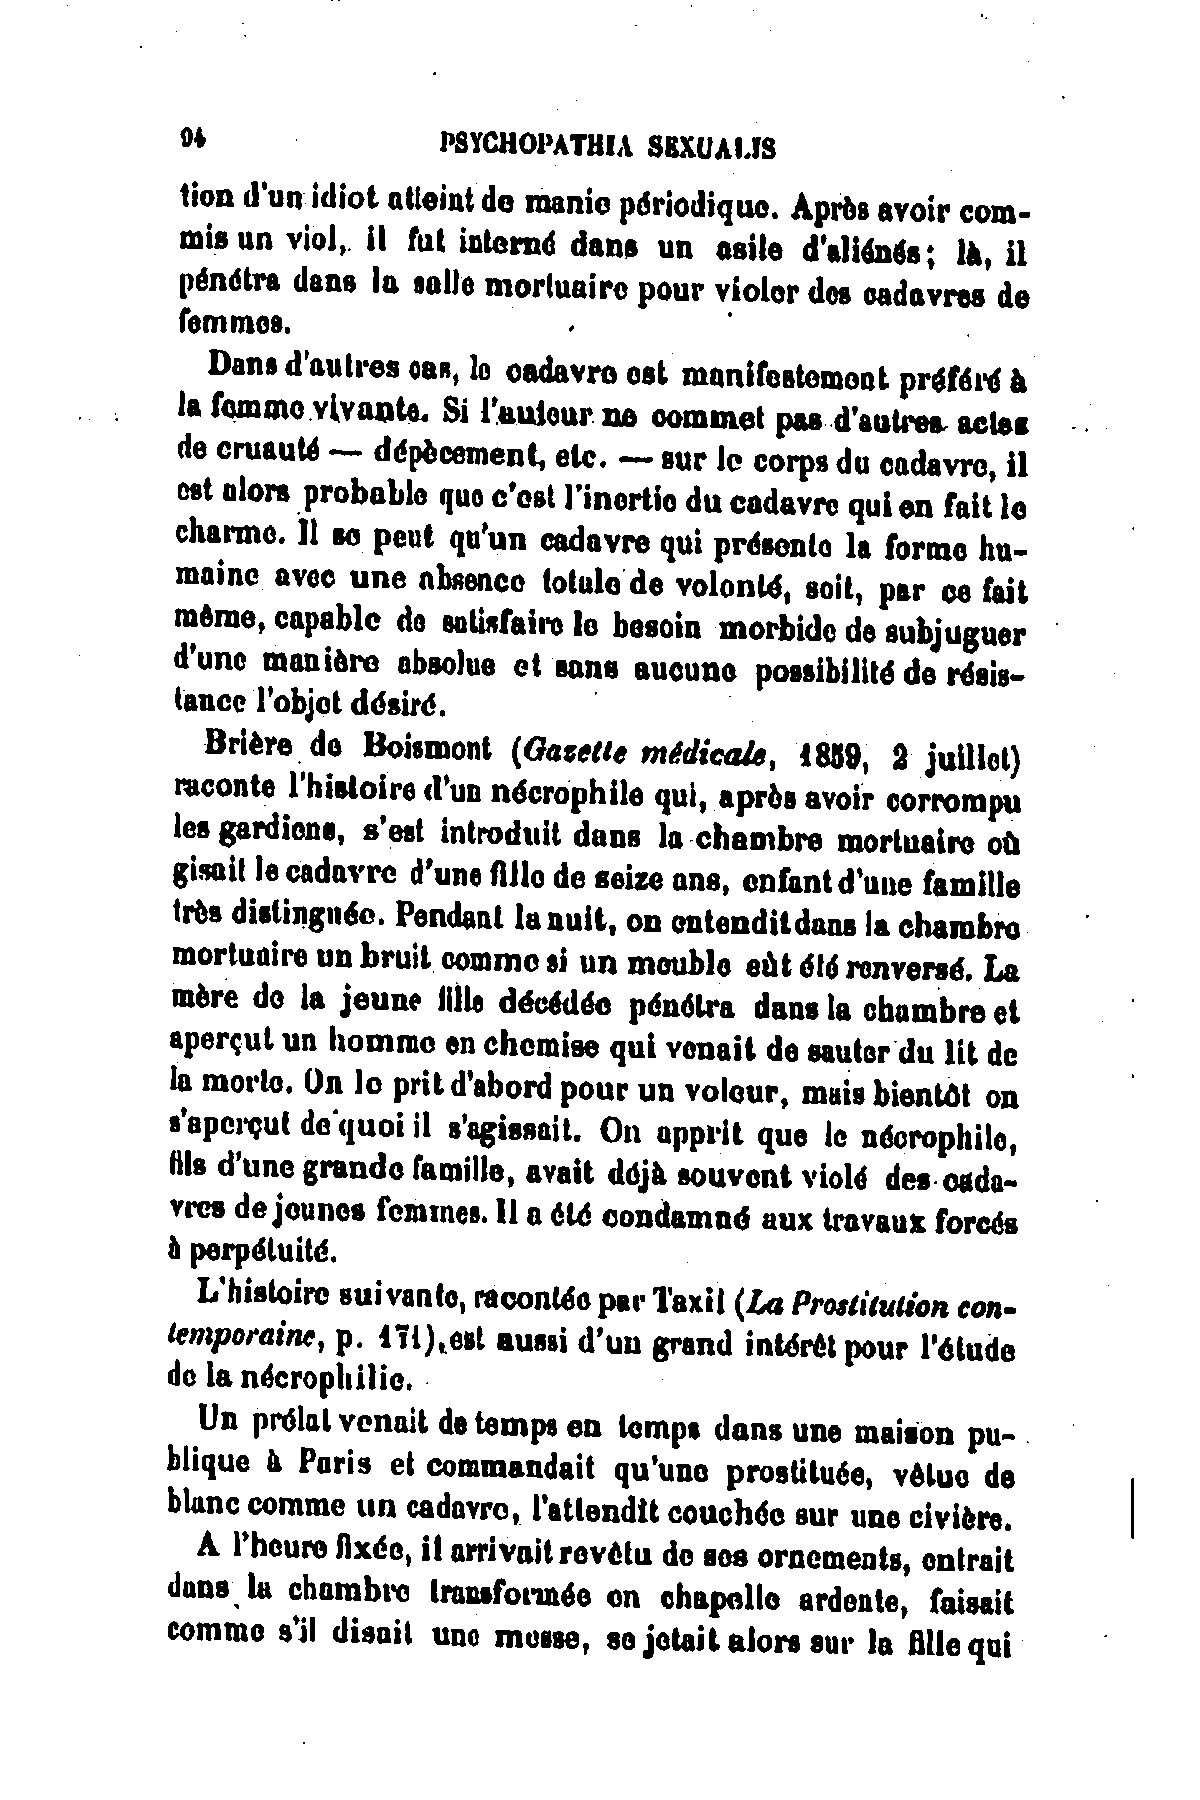 94 PSYCHOPATHIA SEXUALIS
tion d'un idiot atteint de manie périodique. Après avoir com-
mis un viol, il fut interné dans un asile d'aliénés; là, il
pénétra dans la salle mortuaire pour violer des cadavres de
femmes.
Dans d'autres cas, le cadavre est manifestement préféré à
la femme vivante. Si l'auteur ne commet pas d'autres actes
de cruauté — dépècement, etc. — sur le corps du cadavre, il
est alors probable que c'est l'inertie du cadavre qui en fait le
charme. Il se peut qu'un cadavre qui présente la forme hu-
maine avec une absence totale de volonté, soit, par ce fait
même, capable de satisfaire le besoin morbide de subjuguer
d'une manière absolue et sans aucune possibilité de résis-
tance l'objet désiré.
Brière de Boismont (Gazette médicale, 1859, 2 juillet)
raconte l'histoire d'un nécrophile qui, après avoir corrompu
les gardiens, s'est introduit dans la chambre mortuaire où
gisait le cadavre d'une fille de seize ans, enfant d'une famille
très distinguée. Pendant la nuit, on entendit dans la chambre
mortuaire un bruit comme si un meuble eût été renversé. La
mère de la jeune fille décédée pénétra dans la chambre et
aperçut un homme en chemise qui venait de sauter du lit de
la morte. On le prit d'abord pour un voleur, mais bientôt on
s'aperçut de quoi il s'agissait. On apprit que le nécrophile,
fils d'une grande famille, avait déjà souvent violé des cada-
vres de jeunes femmes. Il a été condamné aux travaux forcés
à perpétuité.
L'histoire suivante, racontée par Taxil (La Prostitution con-
temporaine, p. 171), est aussi d'un grand intérêt pour l'étude
de la nécrophilie.
Un prélat venait de temps en temps dans une maison pu-
blique à Paris et commandait qu'une prostituée, vêtue de
blanc comme un cadavre, l'attendît couchée sur une civière.
A l'heure fixée, il arrivait revêtu de ses ornements, entrait
dans la chambre transformée en chapelle ardente, faisait
comme s'il disait une messe, se jetait alors sur la fille qui